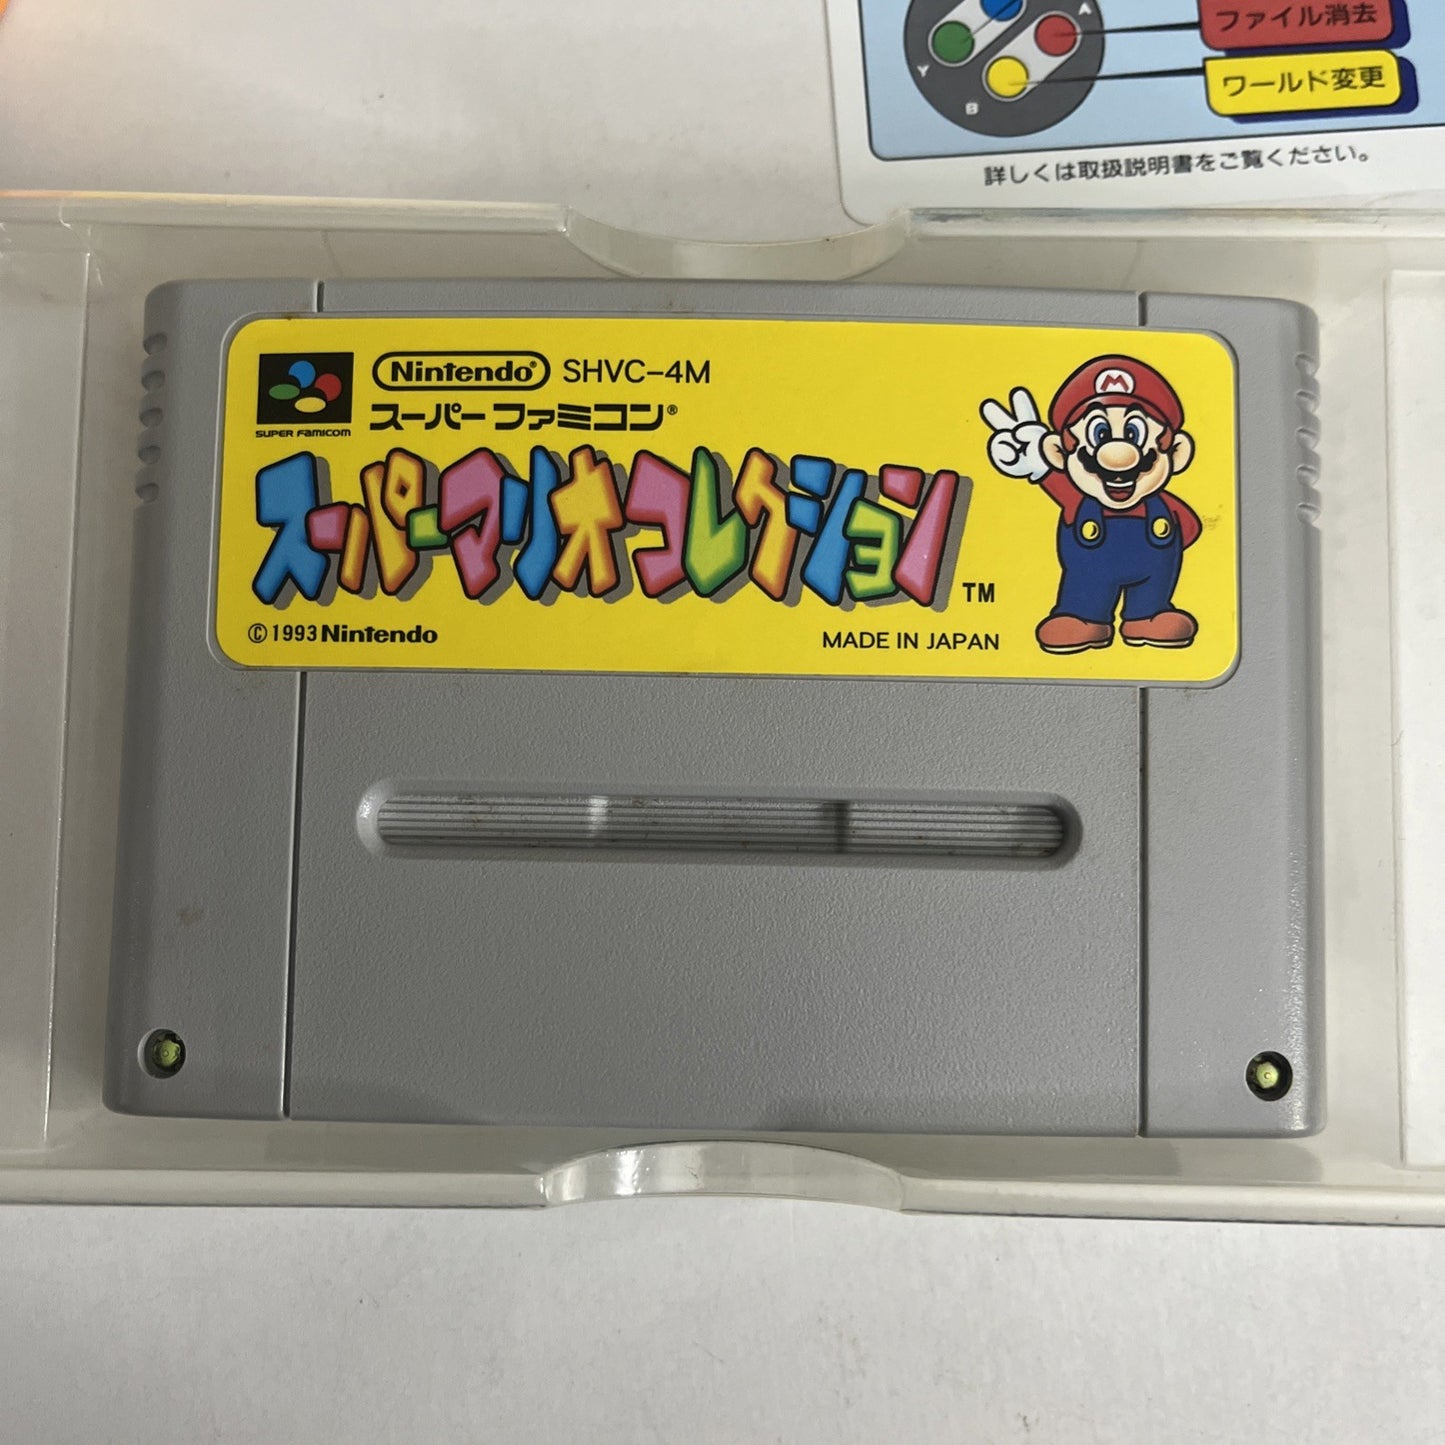 A
Y
B
ファイル消去
ワールド変更
詳しくは取扱説明書をご覧ください。
SUPER FAMICOM
Nintendo® SHVC-4M
スーパーファミコン®
スーパーマリオコレクション TM
M
©1993 Nintendo
MADE IN JAPAN